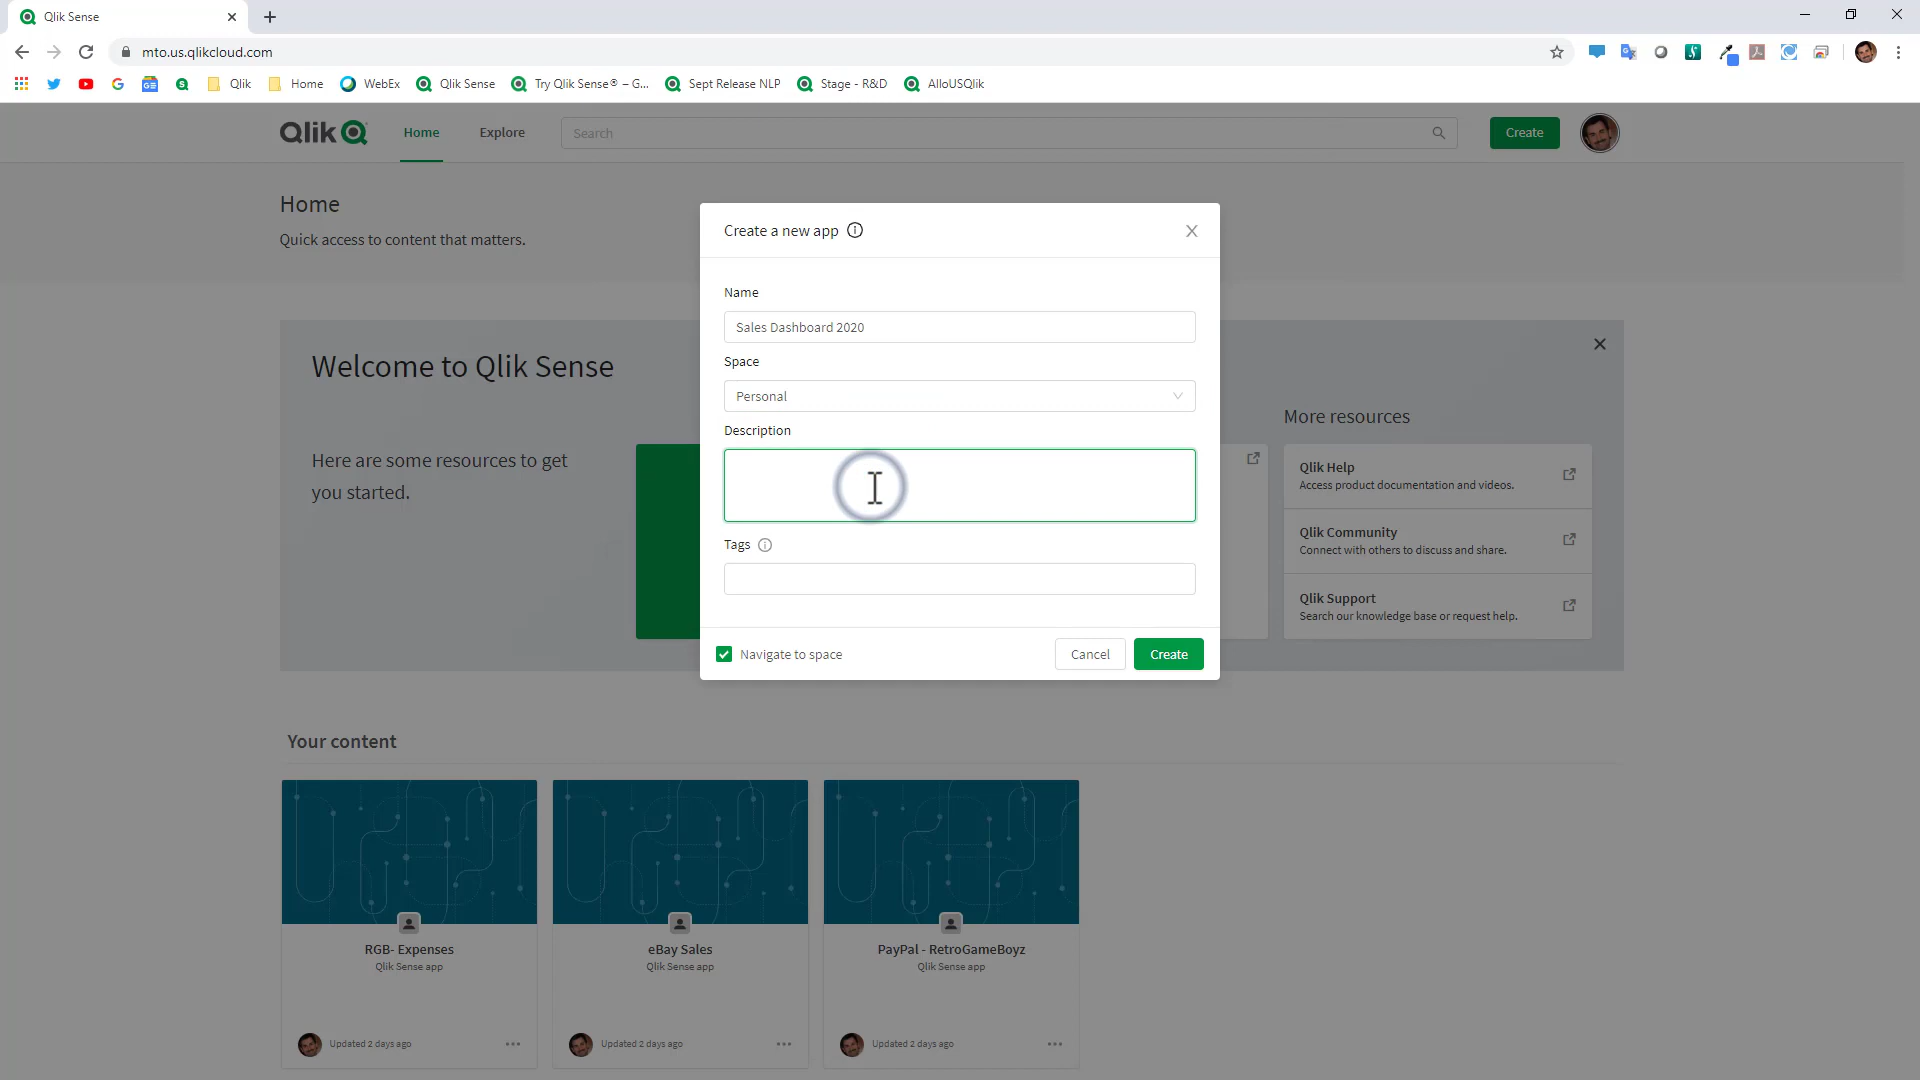 Qlik Sense
mto.us.qlikcloud.com
Qlik
Home
WebEx
Qlik Sense
Try Qlik Sense® – G...
Sept Release NLP
Stage - R&D
AlloUSQlik
Qlik
Home
Explore
Search
Create
Home
Quick access to content that matters.
Create a new app
Name
Sales Dashboard 2020
Space
Personal
Description
Tags
Navigate to space
Cancel
Create
Welcome to Qlik Sense
Here are some resources to get
you started.
More resources
Qlik Help
Access product documentation and videos.
Qlik Community
Connect with others to discuss and share.
Qlik Support
Search our knowledge base or request help.
Your content
RGB- Expenses
Qlik Sense app
Updated 2 days ago
eBay Sales
Qlik Sense app
Updated 2 days ago
PayPal - RetroGameBoyz
Qlik Sense app
Updated 2 days ago